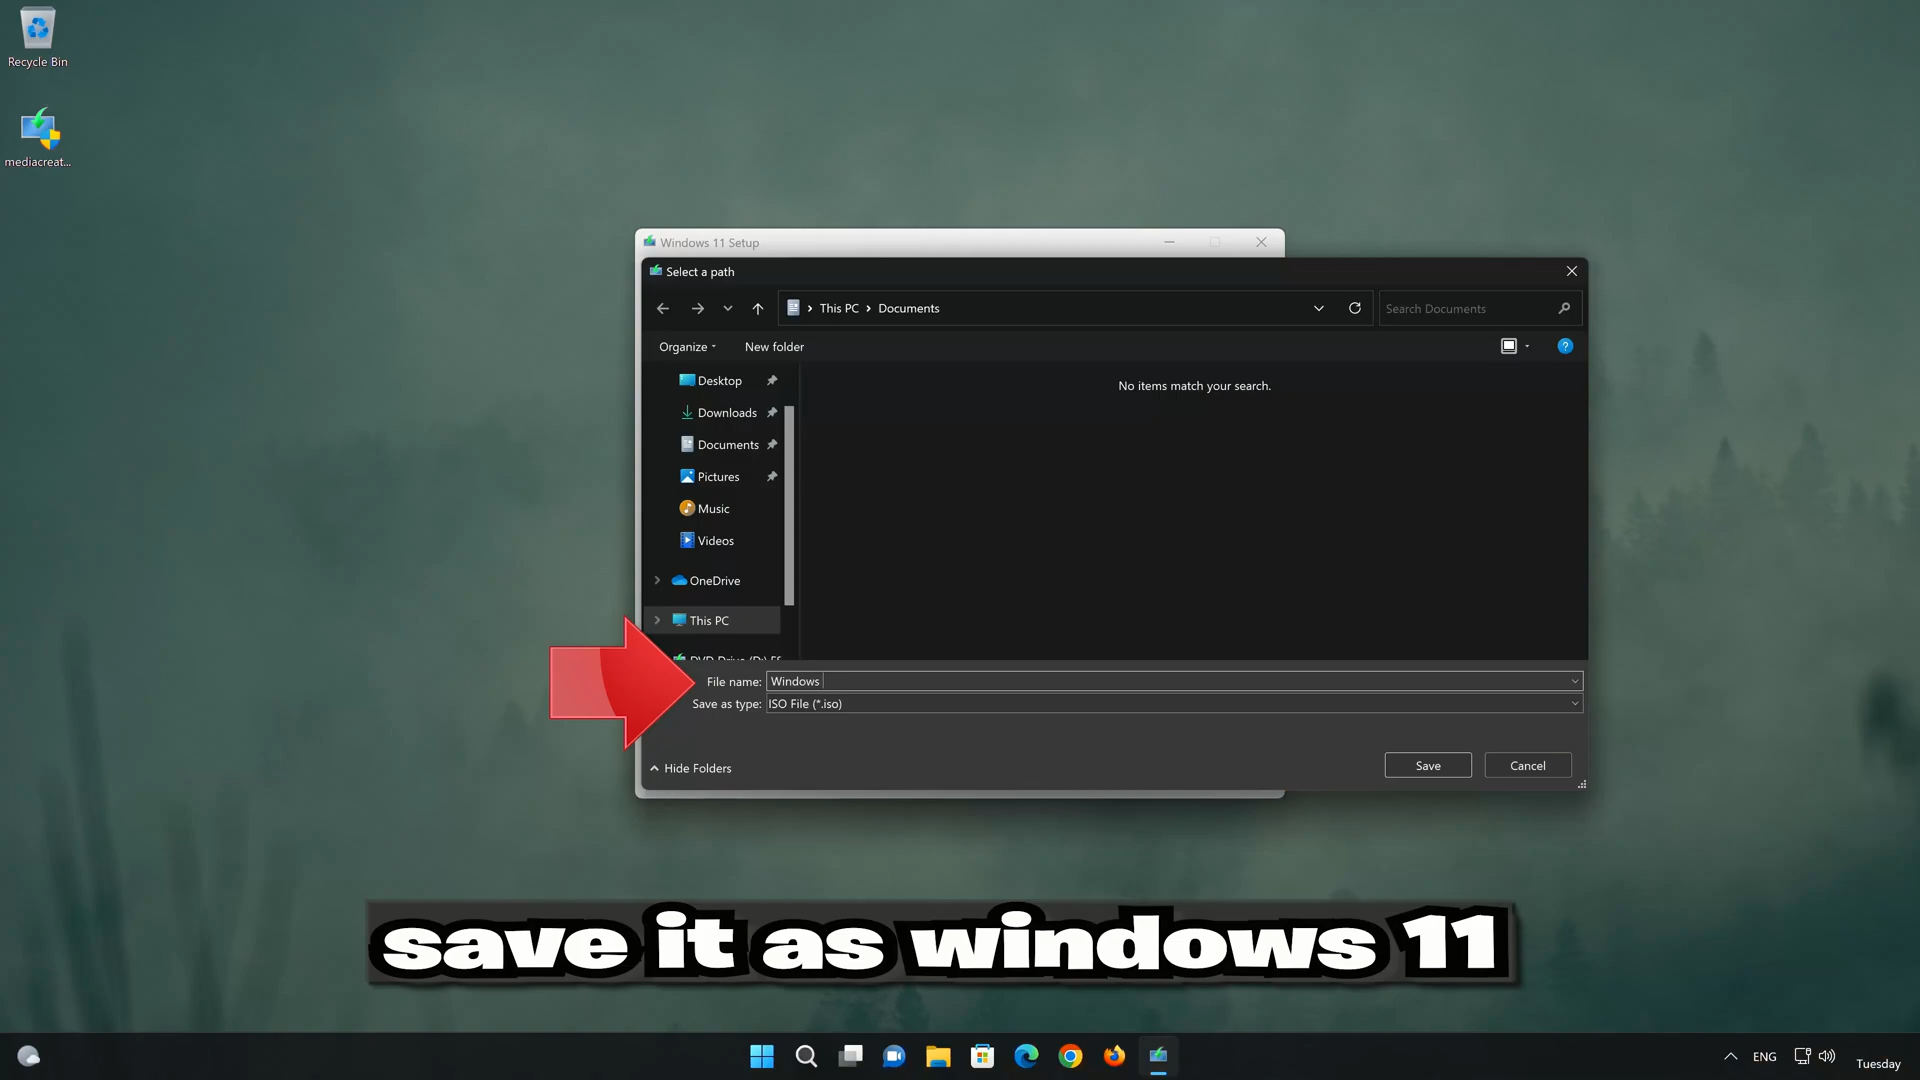 Recycle Bin
mediacreat...
Windows 11 Setup
Select a path
This PC > Documents
Search Documents
Organize
New folder
?
Desktop
No items match your search.
Downloads
Documents
Pictures
Music
Videos
OneDrive
This PC
File name: Windows
Save as type: ISO File (*.iso)
Hide Folders
Save
Cancel
save it as windows 11
ENG
Tuesday